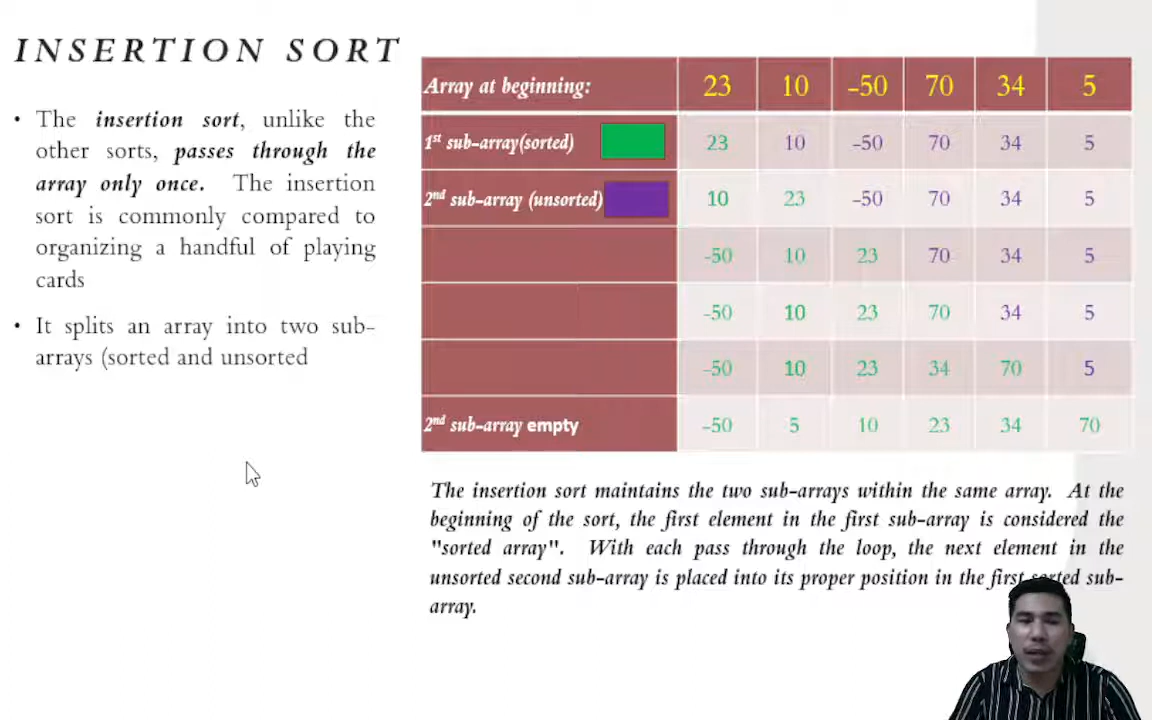 INSERTION SORT
• The insertion sort, unlike the
other sorts, passes through the
array only once. The insertion
sort is commonly compared to
organizing a handful of playing
cards
• It splits an array into two sub-
arrays (sorted and unsorted
Array at beginning: 23 10 -50 70 34 5
1st sub-array(sorted) 23 10 -50 70 34 5
2nd sub-array (unsorted) 10 23 -50 70 34 5
-50 10 23 70 34 5
-50 10 23 70 34 5
-50 10 23 34 70 5
2nd sub-array empty -50 5 10 23 34 70
The insertion sort maintains the two sub-arrays within the same array. At the
beginning of the sort, the first element in the first sub-array is considered the
"sorted array". With each pass through the loop, the next element in the
unsorted second sub-array is placed into its proper position in the first sorted sub-
array.